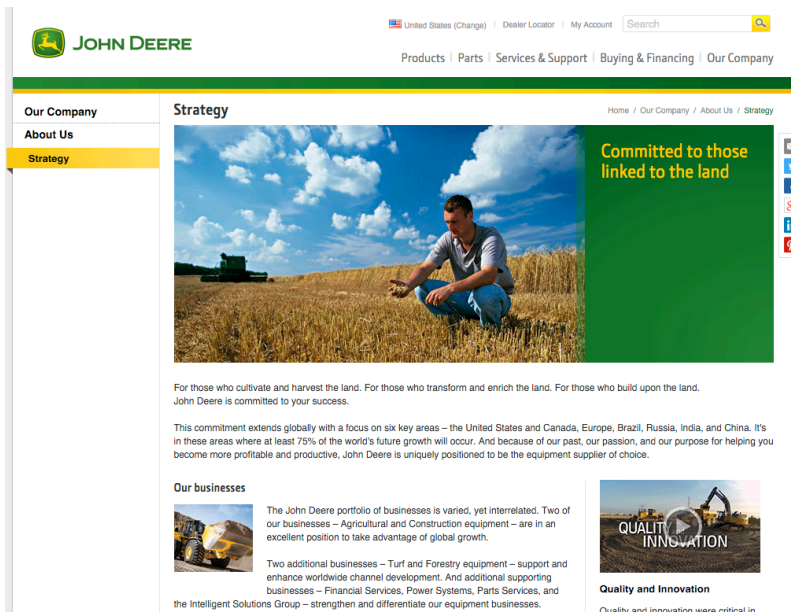 JOHN DEERE
United States (Change) | Dealer Locator | My Account Search
Products | Parts | Services & Support | Buying & Financing | Our Company
Our Company
About Us
Strategy
Strategy
Home / Our Company / About Us / Strategy
Committed to those
linked to the land
For those who cultivate and harvest the land. For those who transform and enrich the land. For those who build upon the land.
John Deere is committed to your success.
This commitment extends globally with a focus on six key areas – the United States and Canada, Europe, Brazil, Russia, India, and China. It's
in these areas where at least 75% of the world's future growth will occur. And because of our past, our passion, and our purpose for helping you
become more profitable and productive, John Deere is uniquely positioned to be the equipment supplier of choice.
Our businesses
The John Deere portfolio of businesses is varied, yet interrelated. Two of
our businesses – Agricultural and Construction equipment – are in an
excellent position to take advantage of global growth.
Two additional businesses – Turf and Forestry equipment – support and
enhance worldwide channel development. And additional supporting
businesses – Financial Services, Power Systems, Parts Services, and
the Intelligent Solutions Group – strengthen and differentiate our equipment businesses.
QUALITY
INNOVATION
Quality and Innovation
Quality and innovation were critical in